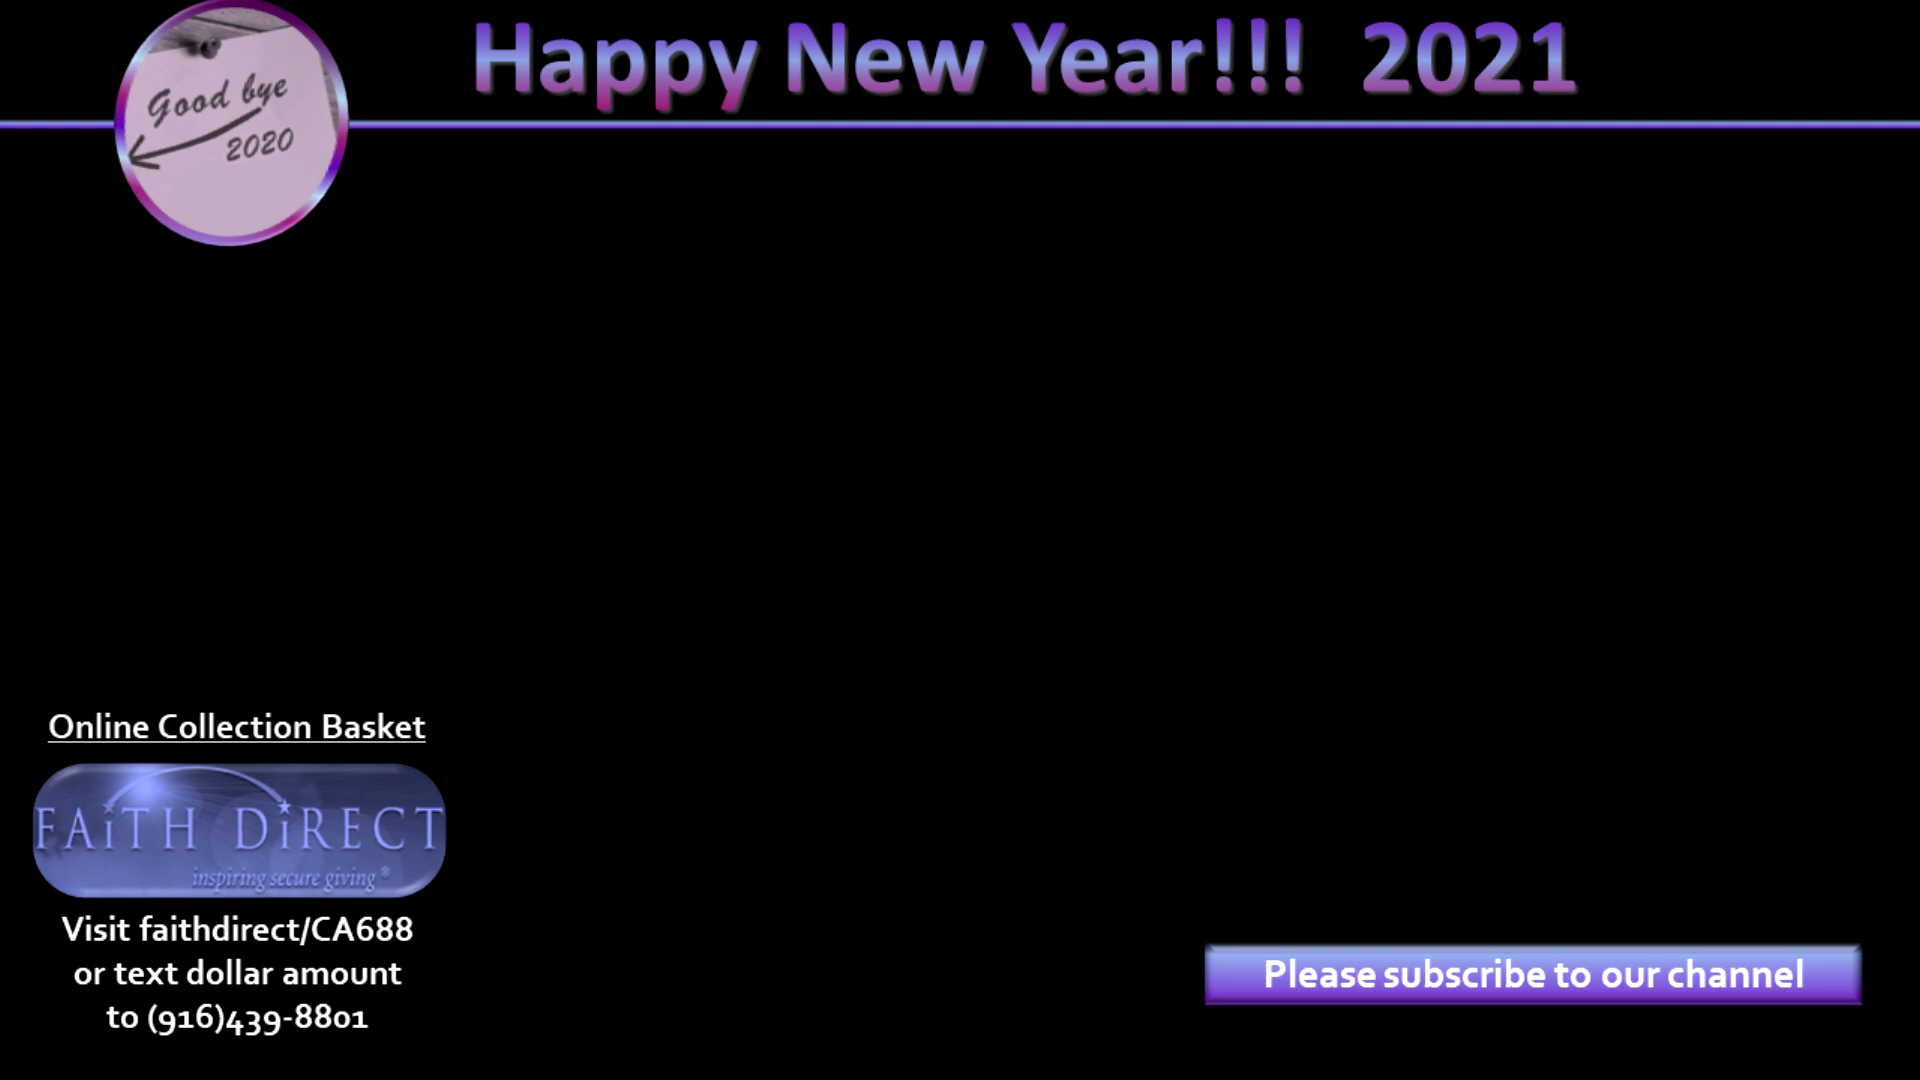 Happy New Year!!! 2021
Good bye
2020
Online Collection Basket
FAiTH DiRECT
inspiring secure giving®
Visit faithdirect/CA688
or text dollar amount
to (916)439-8801
Please subscribe to our channel